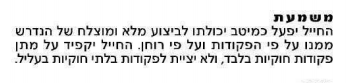 משמעת
החייל יפעל כמיטב יכולתו לביצוע מלא ומוצלח של הנדרש
ממנו על פי הפקודות ועל פי רוחן. החייל יקפיד על מתן
פקודות חוקיות בלבד, ולא יציית לפקודות בלתי חוקיות בעליל.